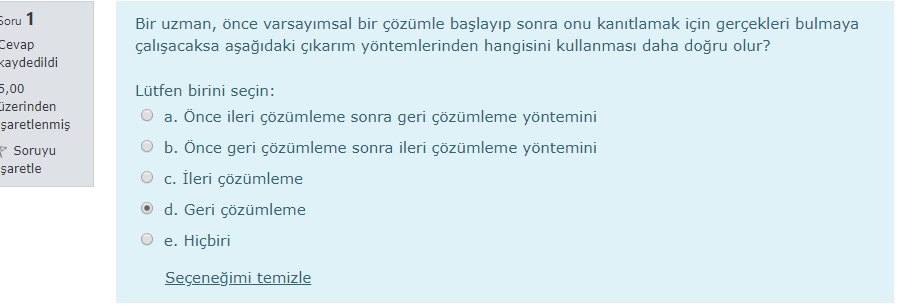 Soru 1
Cevap
kaydedildi
5,00
üzerinden
işaretlenmiş
Soruyu
işaretle
Bir uzman, önce varsayımsal bir çözümle başlayıp sonra onu kanıtlamak için gerçekleri bulmaya
çalışacaksa aşağıdaki çıkarım yöntemlerinden hangisini kullanması daha doğru olur?
Lütfen birini seçin:
a. Önce ileri çözümleme sonra geri çözümleme yöntemini
b. Önce geri çözümleme sonra ileri çözümleme yöntemini
c. İleri çözümleme
d. Geri çözümleme
e. Hiçbiri
Seçeneğimi temizle